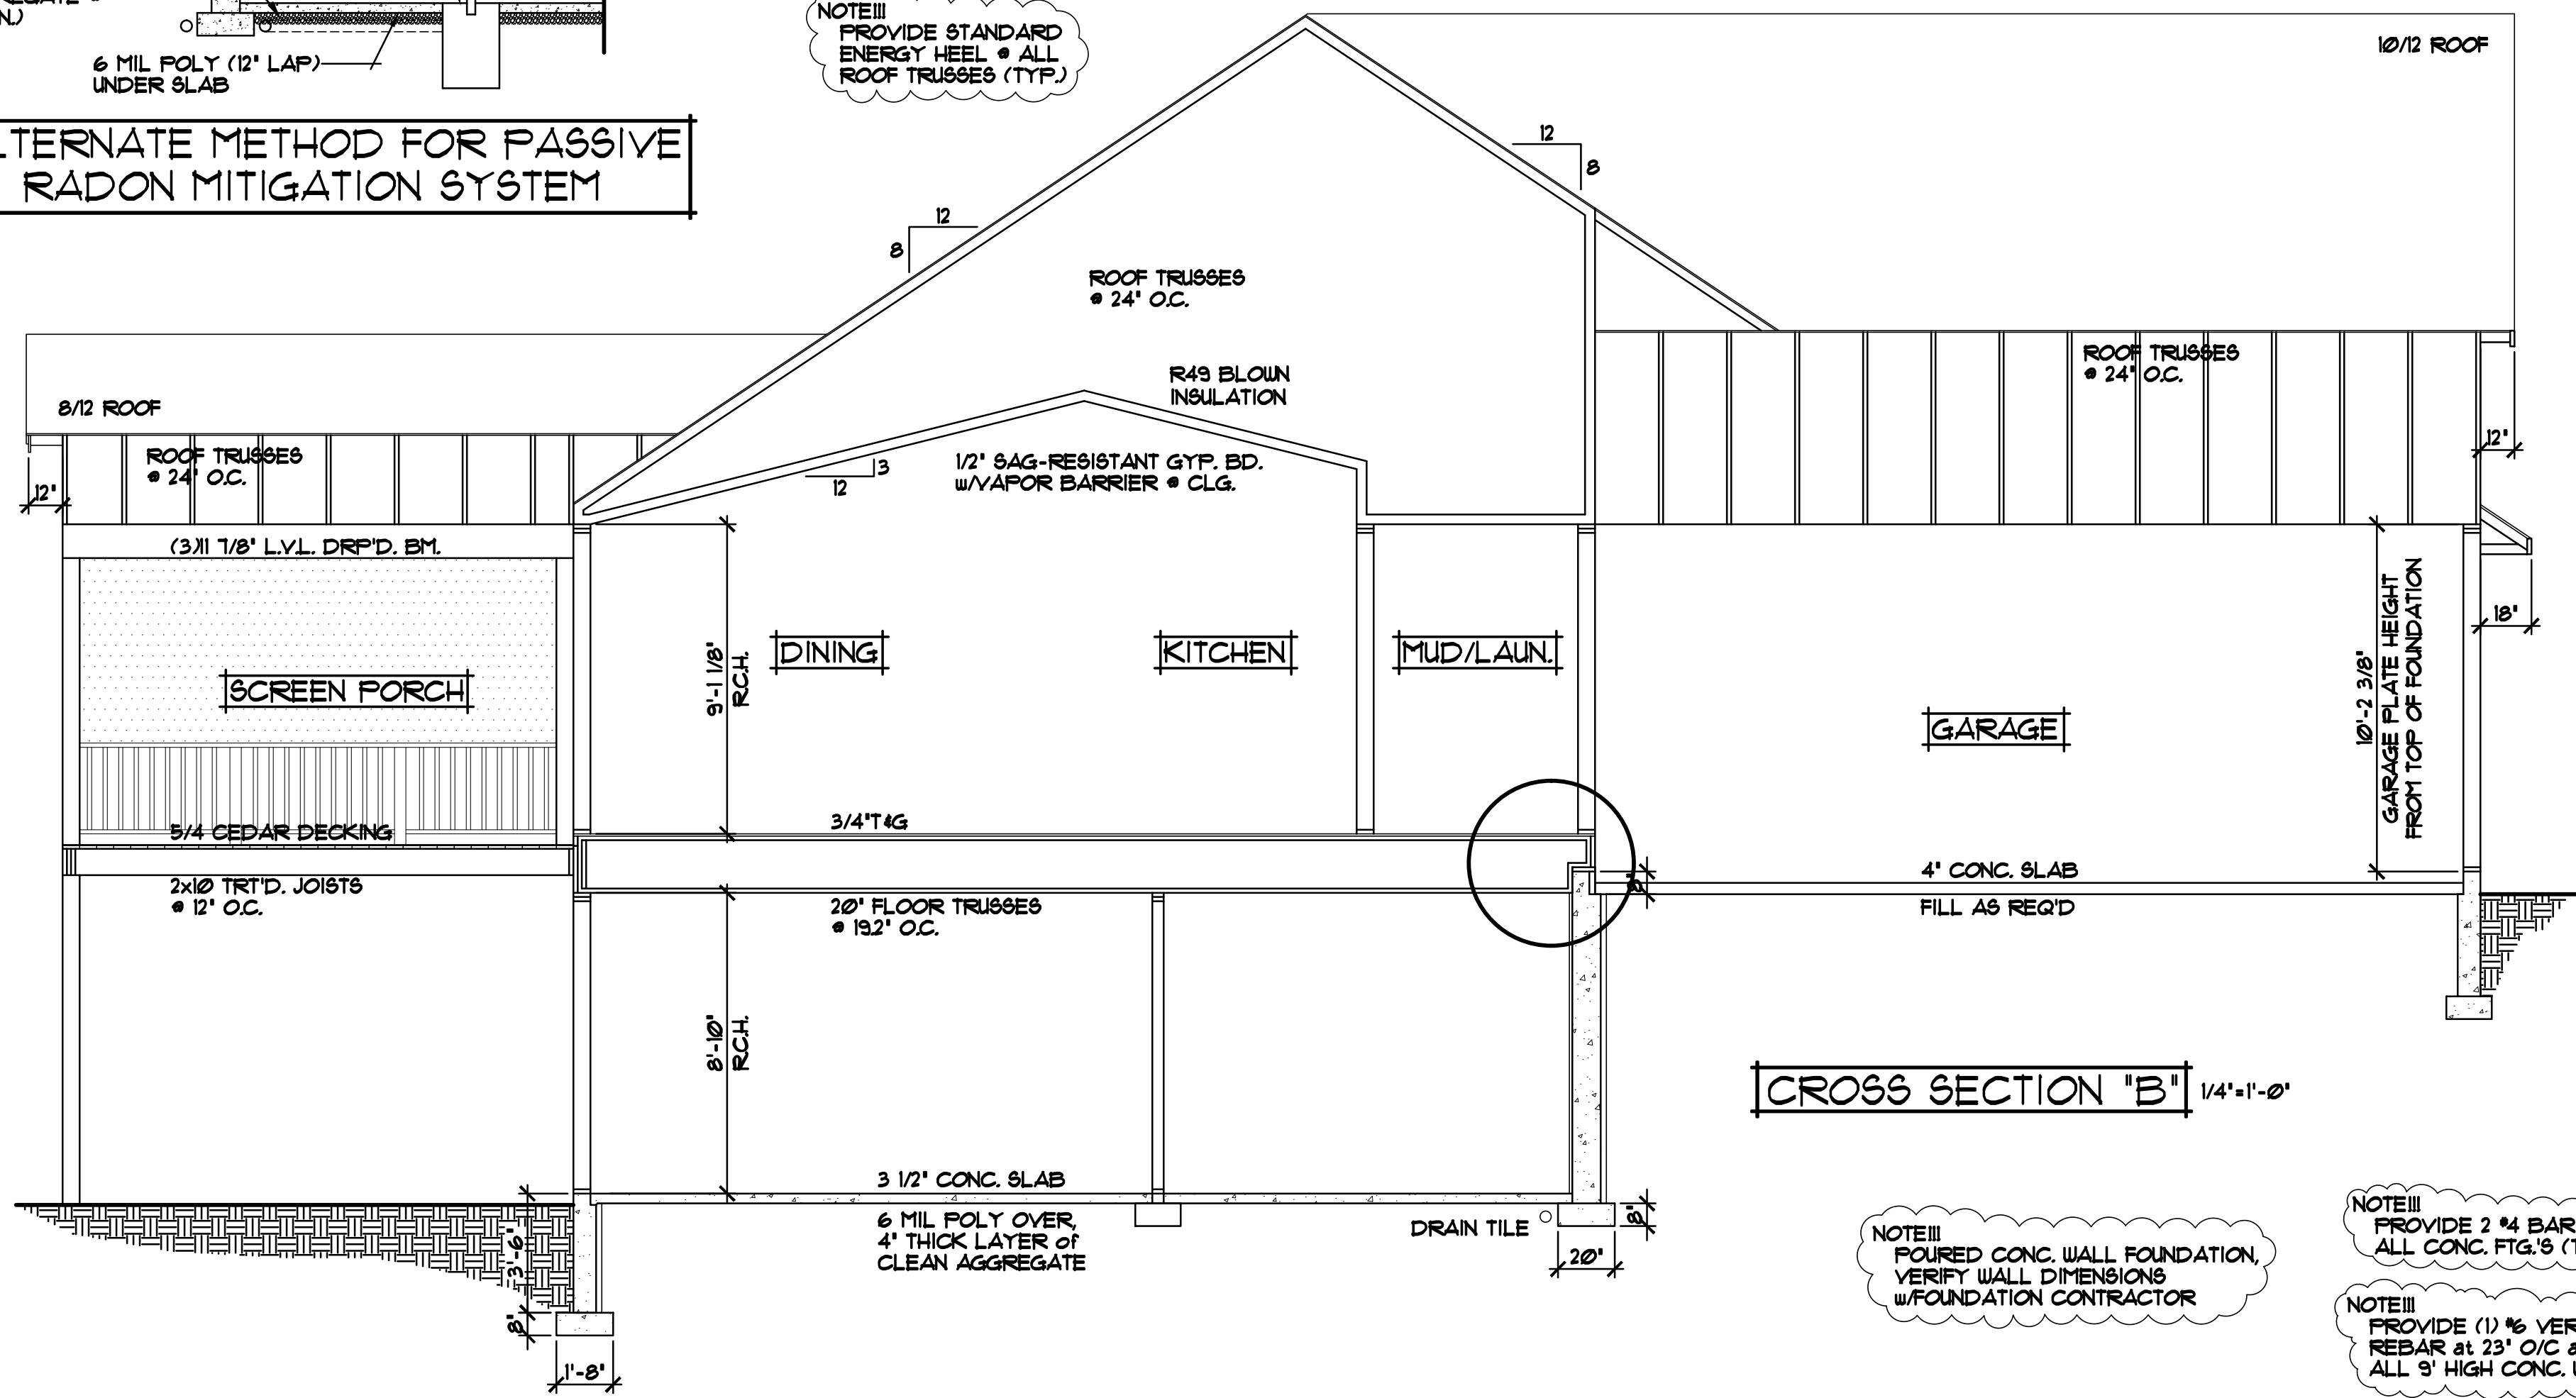 6 MIL POLY (12" LAP)
UNDER SLAB
ALTERNATE METHOD FOR PASSIVE
RADON MITIGATION SYSTEM
NOTE!!!
PROVIDE STANDARD
ENERGY HEEL @ ALL
ROOF TRUSSES (TYP.)
10/12 ROOF
12
8
12
8
ROOF TRUSSES
@ 24" O.C.
R49 BLOWN
INSULATION
ROOF TRUSSES
@ 24" O.C.
12"
8/12 ROOF
ROOF TRUSSES
@ 24" O.C.
12"
3
12
1/2" SAG-RESISTANT GYP. BD.
w/VAPOR BARRIER @ CLG.
(3)11 7/8" L.V.L. DRP'D. BM.
SCREEN PORCH
9'-1 1/8"
R.C.H.
DINING
KITCHEN
MUD/LAUN.
GARAGE
10'-2 3/8"
GARAGE PLATE HEIGHT
FROM TOP OF FOUNDATION
18"
5/4 CEDAR DECKING
3/4"T&G
2x10 TRT'D. JOISTS
@ 12" O.C.
20" FLOOR TRUSSES
@ 19.2" O.C.
8"
4" CONC. SLAB
FILL AS REQ'D
8'-10"
R.C.H.
CROSS SECTION "B"
1/4"=1'-0"
3 1/2" CONC. SLAB
6 MIL POLY OVER,
4" THICK LAYER of
CLEAN AGGREGATE
DRAIN TILE
8"
20"
3'-6"
8"
1'-8"
NOTE!!!
POURED CONC. WALL FOUNDATION,
VERIFY WALL DIMENSIONS
w/FOUNDATION CONTRACTOR
NOTE!!!
PROVIDE 2 #4 BAR
ALL CONC. FTG.'S (T
NOTE!!!
PROVIDE (1) #6 VER
REBAR at 23" O/C a
ALL 9' HIGH CONC.